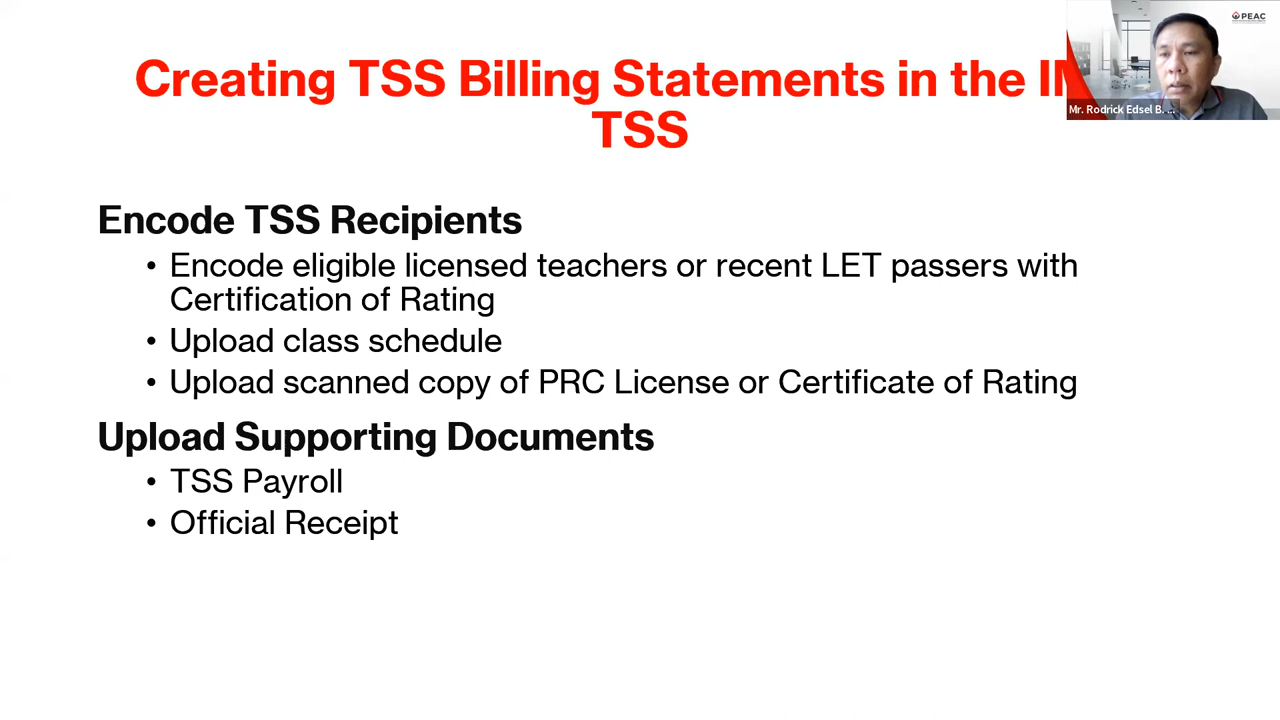 Creating TSS Billing Statements in the
TSS
PEAC
Mr. Rodrick Edsel B. ...
Encode TSS Recipients
• Encode eligible licensed teachers or recent LET passers with
Certification of Rating
• Upload class schedule
• Upload scanned copy of PRC License or Certificate of Rating
Upload Supporting Documents
• TSS Payroll
• Official Receipt